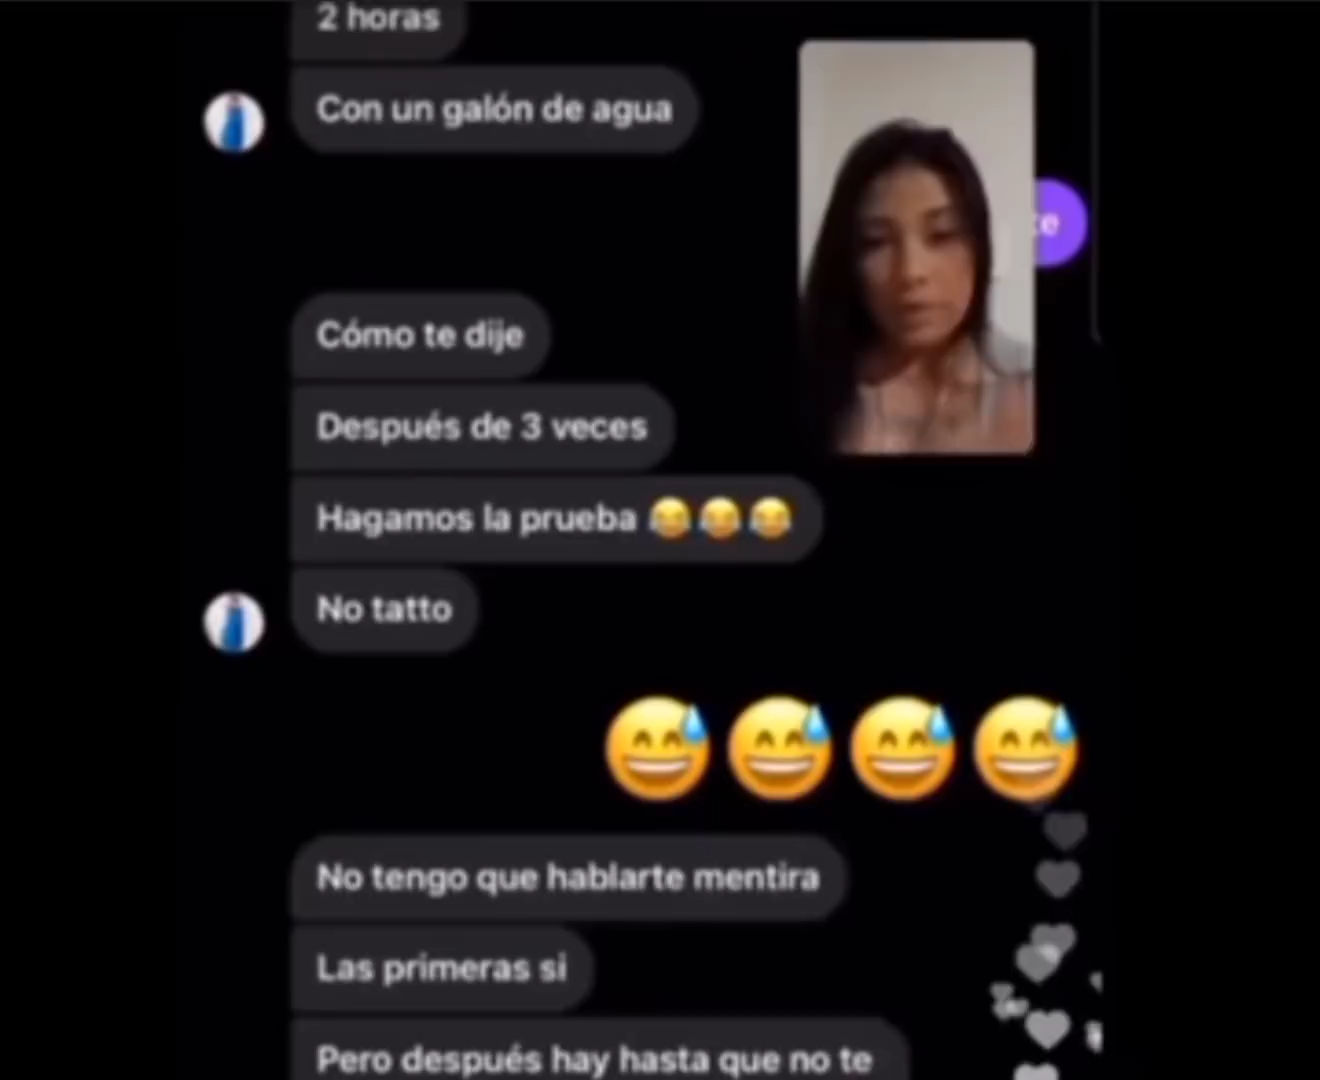 2 horas
Con un galón de agua
te
Cómo te dije
Después de 3 veces
Hagamos la prueba 😂😂😂
No tatto
😅😅😅😅
No tengo que hablarte mentira
Las primeras si
Pero después hay hasta que no te